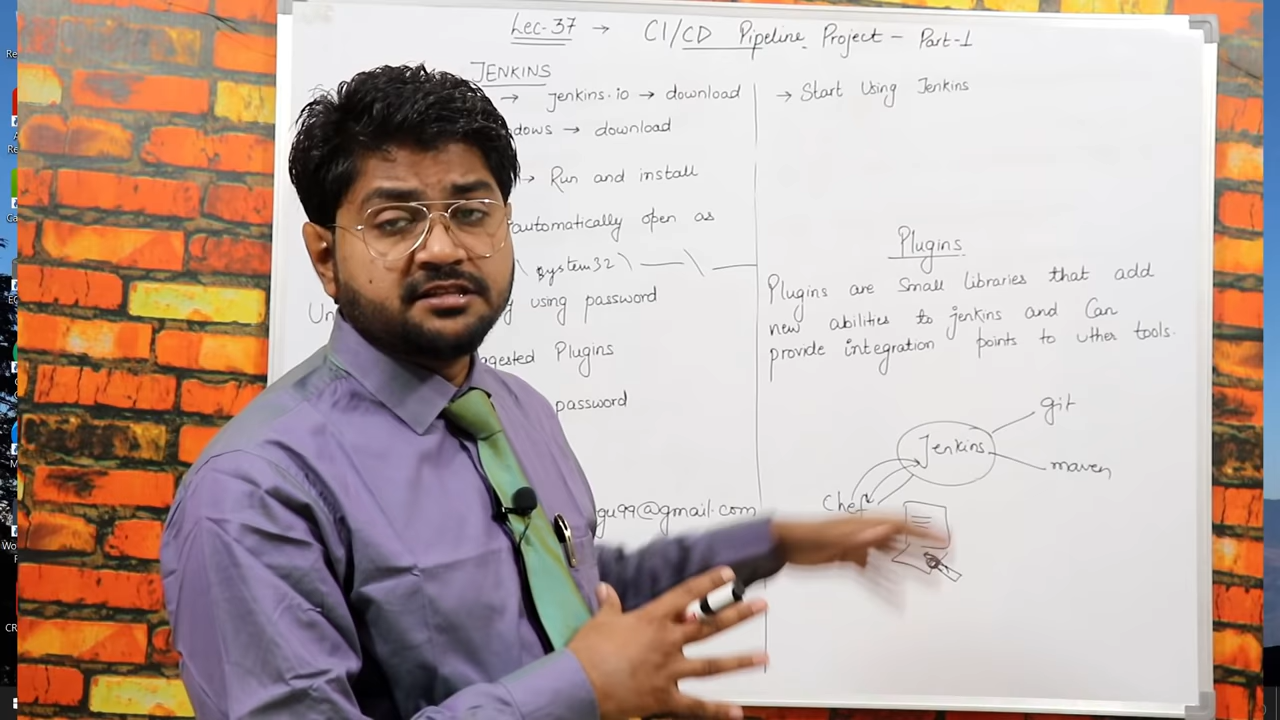 Lec-37 → CI/CD Pipeline Project - Part-1
JENKINS
→ jenkins.io → download
dows → download
→ Run and install
automatically open as
\ system32 \ — \ —
Un
y using password
gested Plugins
password
gu99@gmail.com
→ Start Using Jenkins
Plugins
Plugins are Small libraries that add
new abilities to jenkins and Can
provide integration points to uther tools.
git
Jenkins
maven
Chef